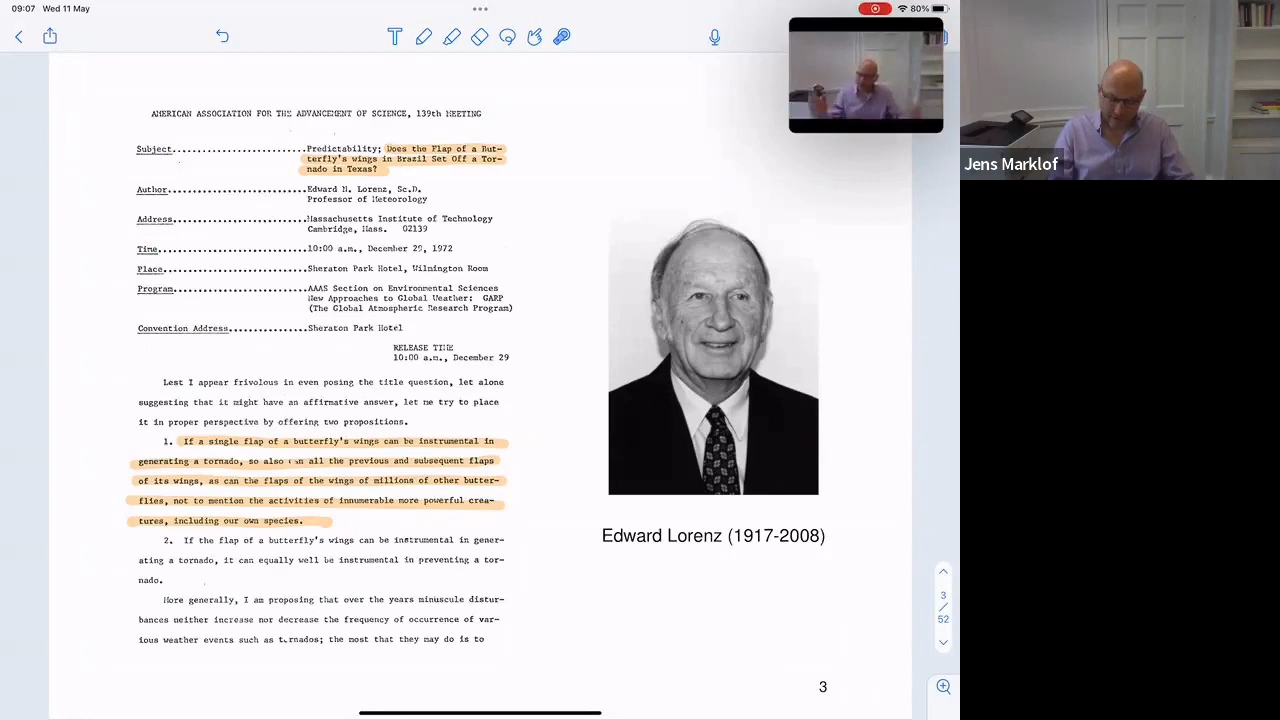 09:07 Wed 11 May
80%
AMERICAN ASSOCIATION FOR THE ADVANCEMENT OF SCIENCE, 139th MEETING
Subject..............................Predictability; Does the Flap of a But-
terfly's wings in Brazil Set Off a Tor-
nado in Texas?
Author..............................Edward N. Lorenz, Sc.D.
Professor of Meteorology
Address..............................Massachusetts Institute of Technology
Cambridge, Mass. 02139
Time..............................10:00 a.m., December 29, 1972
Place..............................Sheraton Park Hotel, Wilmington Room
Program..............................AAAS Section on Environmental Sciences
New Approaches to Global Weather: GARP
(The Global Atmospheric Research Program)
Convention Address................Sheraton Park Hotel
RELEASE TIME
10:00 a.m., December 29
Lest I appear frivolous in even posing the title question, let alone
suggesting that it might have an affirmative answer, let me try to place
it in proper perspective by offering two propositions.
1. If a single flap of a butterfly's wings can be instrumental in
generating a tornado, so also can all the previous and subsequent flaps
of its wings, as can the flaps of the wings of millions of other butter-
flies, not to mention the activities of innumerable more powerful crea-
tures, including our own species.
2. If the flap of a butterfly's wings can be instrumental in gener-
ating a tornado, it can equally well be instrumental in preventing a tor-
nado.
More generally, I am proposing that over the years minuscule distur-
bances neither increase nor decrease the frequency of occurrence of var-
ious weather events such as tornados; the most that they may do is to
Edward Lorenz (1917-2008)
3
3
/
52
Jens Marklof